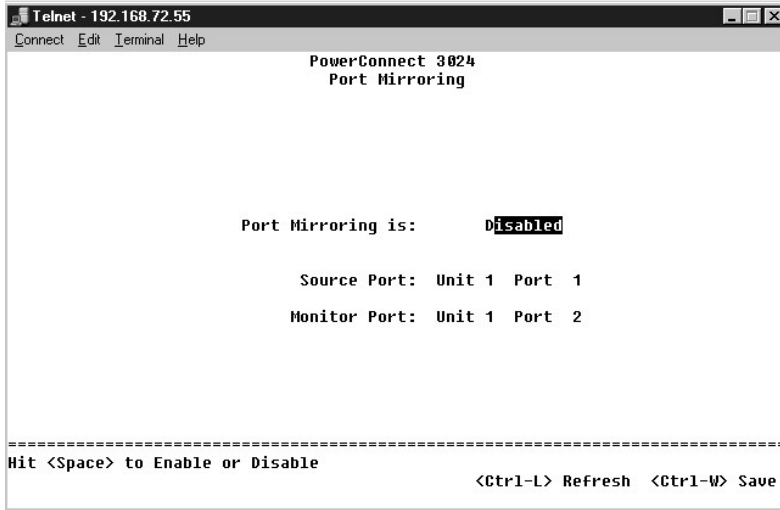 Telnet - 192.168.72.55
Connect Edit Terminal Help
PowerConnect 3024
Port Mirroring
Port Mirroring is: Disabled
Source Port: Unit 1 Port 1
Monitor Port: Unit 1 Port 2
================================================================================
Hit <Space> to Enable or Disable
<Ctrl-L> Refresh <Ctrl-W> Save